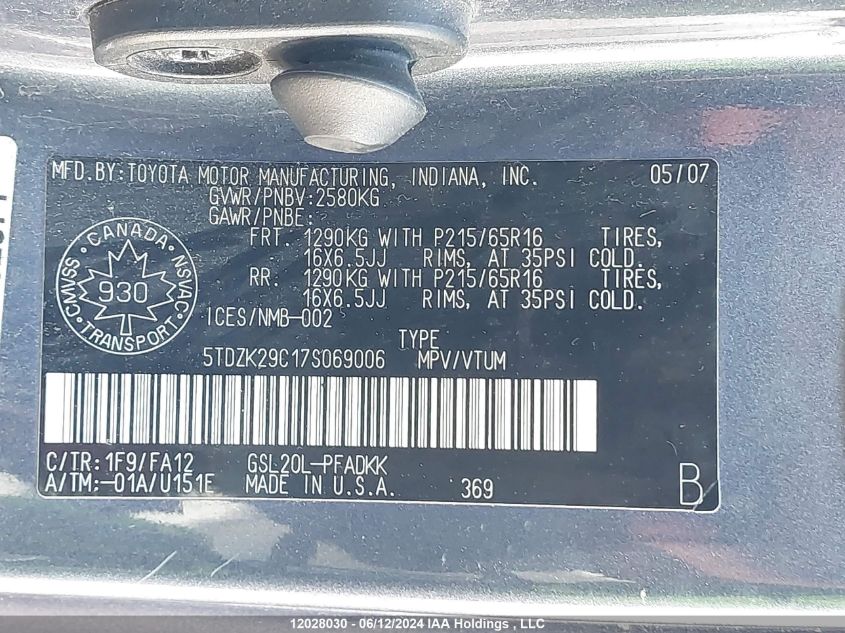 MFD.BY:TOYOTA MOTOR MANUFACTURING, INDIANA, INC. 05/07
GVWR/PNBV:2580KG
GAWR/PNBE:
FRT. 1290KG WITH P215/65R16 TIRES,
16X6.5JJ RIMS, AT 35PSI COLD.
RR. 1290KG WITH P215/65R16 TIRES,
16X6.5JJ RIMS, AT 35PSI COLD.
ICES/NMB-002
CANADA
CMVSS NSVAC
930
TRANSPORT
TYPE
5TDZK29C17S069006 MPV/VTUM
C/TR:1F9/FA12 GSL20L-PFADKK
A/TM:-01A/U151E MADE IN U.S.A. 369 B
12028030 - 06/12/2024 IAA Holdings , LLC